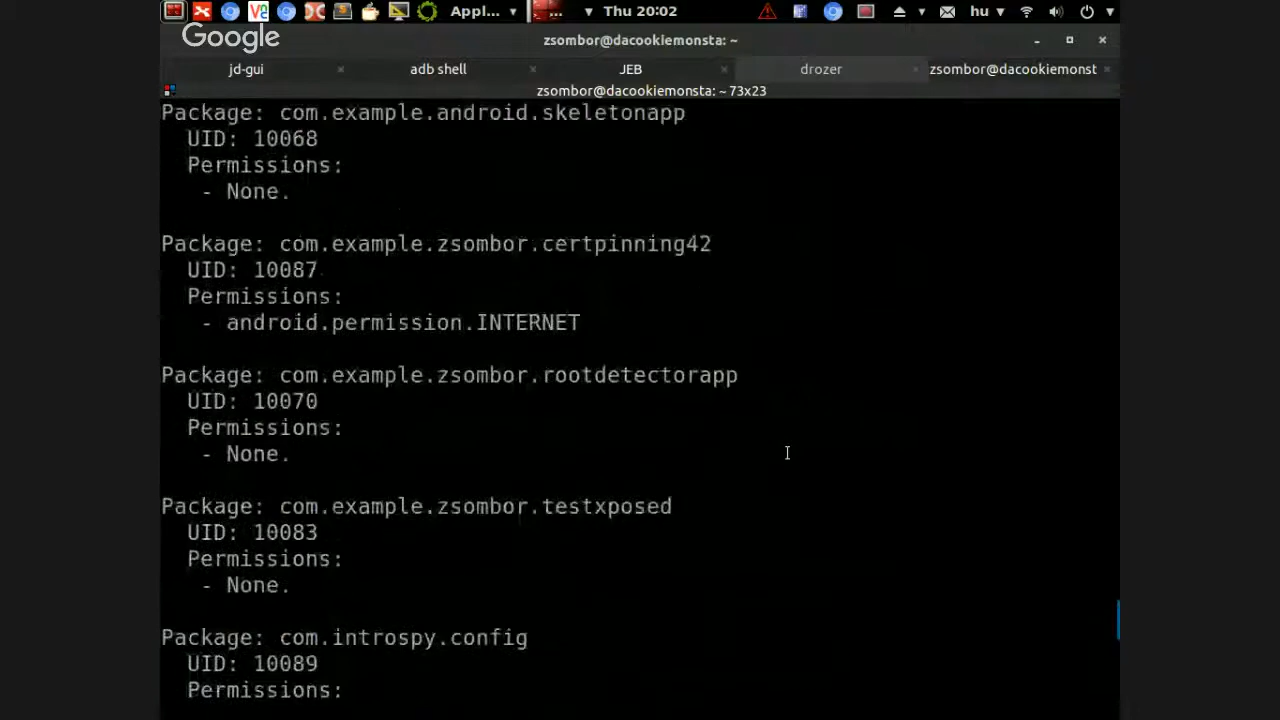 Appl... Thu 20:02 hu
Google
zsombor@dacookiemonsta: ~
jd-gui × adb shell × JEB × drozer × zsombor@dacookiemonst ×
zsombor@dacookiemonsta: ~ 73x23
Package: com.example.android.skeletonapp
UID: 10068
Permissions:
- None.
Package: com.example.zsombor.certpinning42
UID: 10087
Permissions:
- android.permission.INTERNET
Package: com.example.zsombor.rootdetectorapp
UID: 10070
Permissions:
- None.
Package: com.example.zsombor.testxposed
UID: 10083
Permissions:
- None.
Package: com.introspy.config
UID: 10089
Permissions: